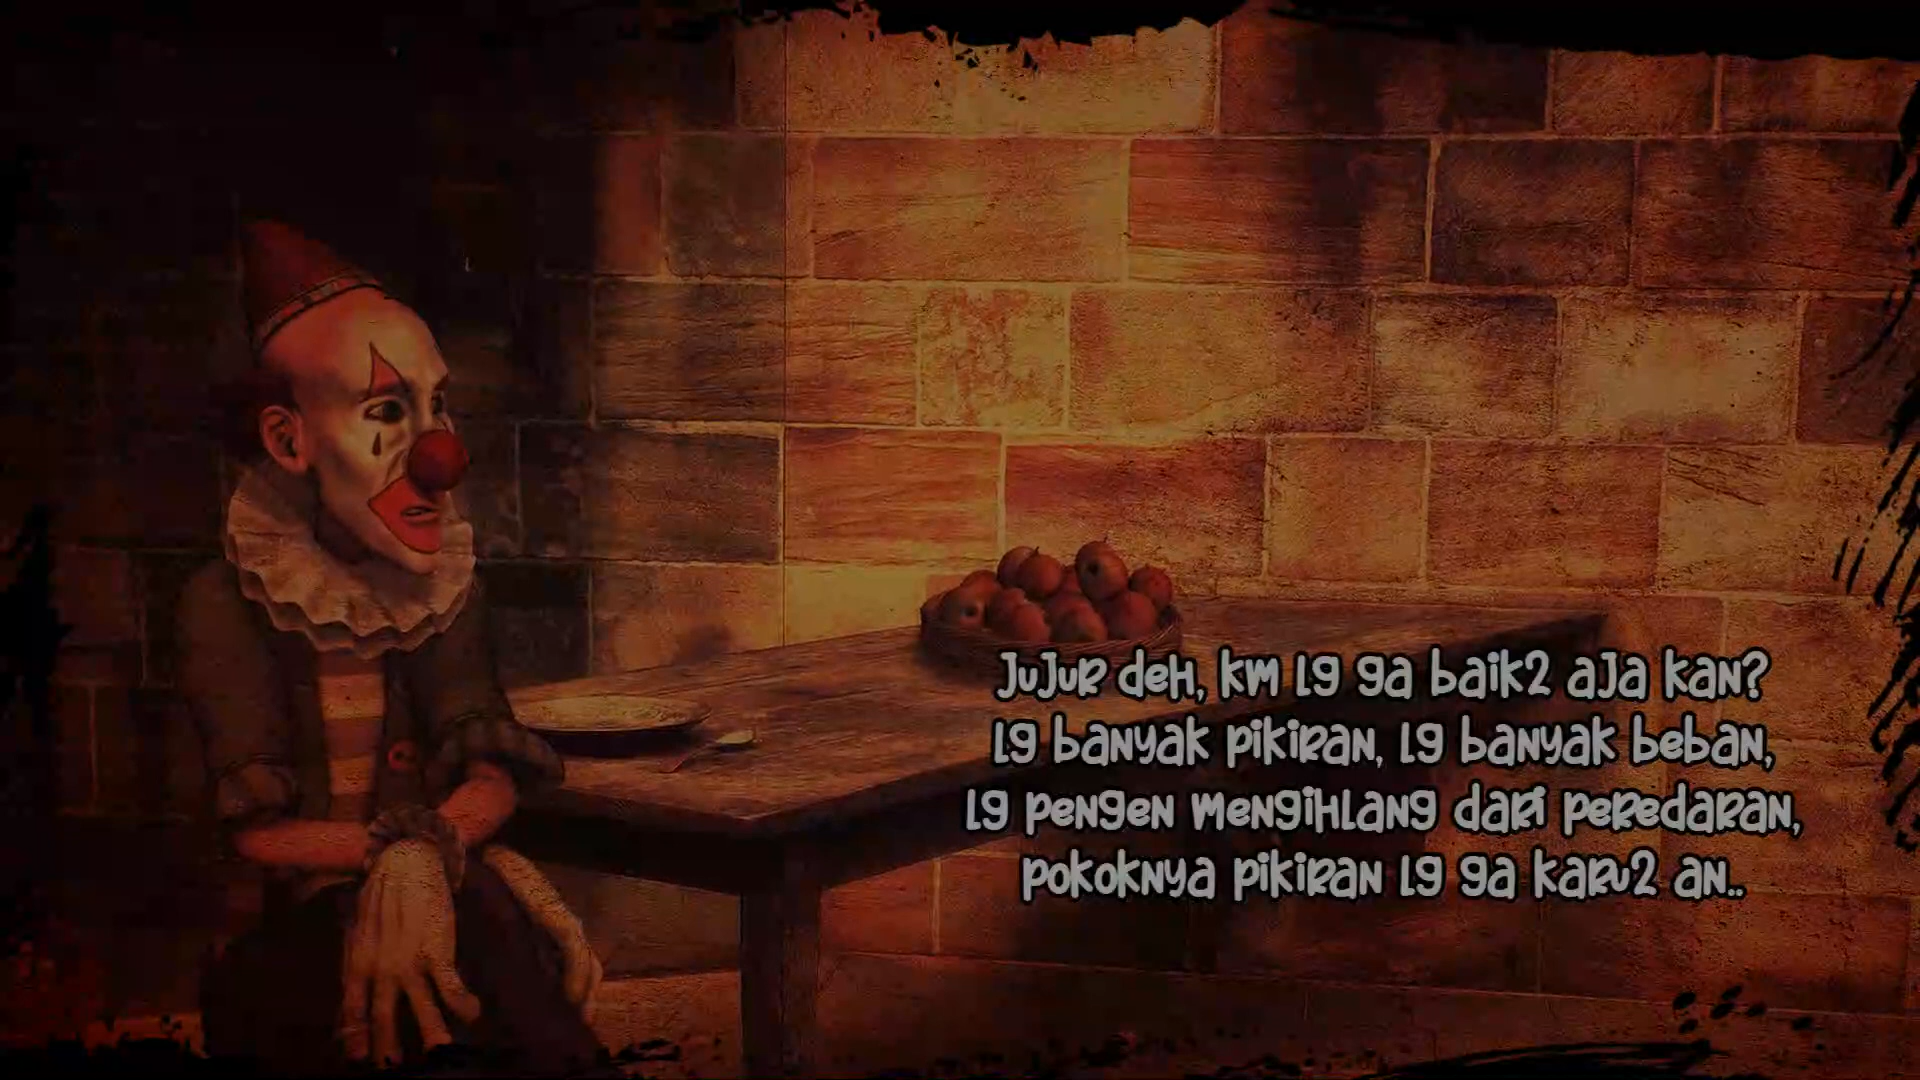 Jujur deh, km lg ga baik2 aja kan?
lg banyak pikiran, lg banyak beban,
lg pengen mengihlang dari peredaran,
pokoknya pikiran lg ga karu2 an..